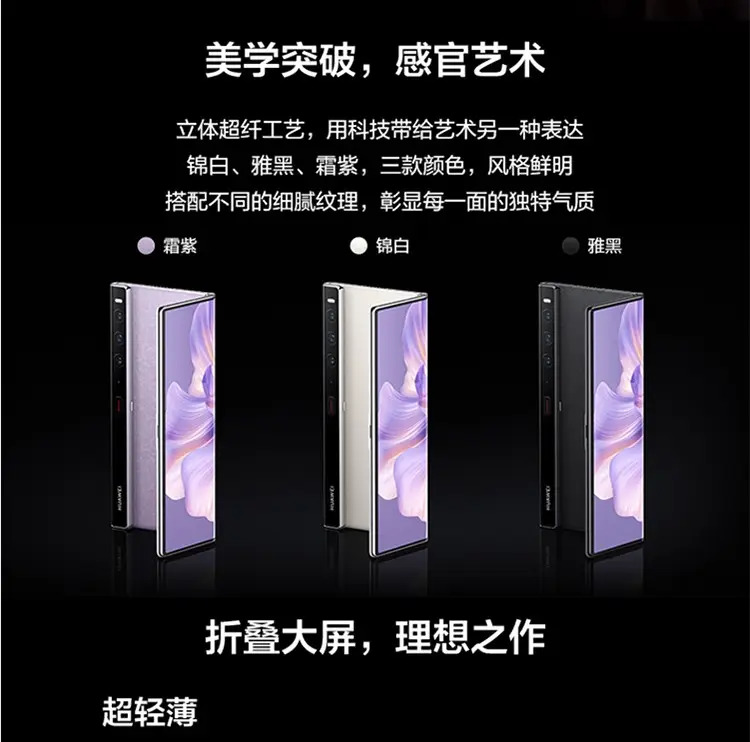 美学突破，感官艺术
立体超纤工艺，用科技带给艺术另一种表达
锦白、雅黑、霜紫，三款颜色，风格鲜明
搭配不同的细腻纹理，彰显每一面的独特气质
霜紫
锦白
雅黑
折叠大屏，理想之作
超轻薄